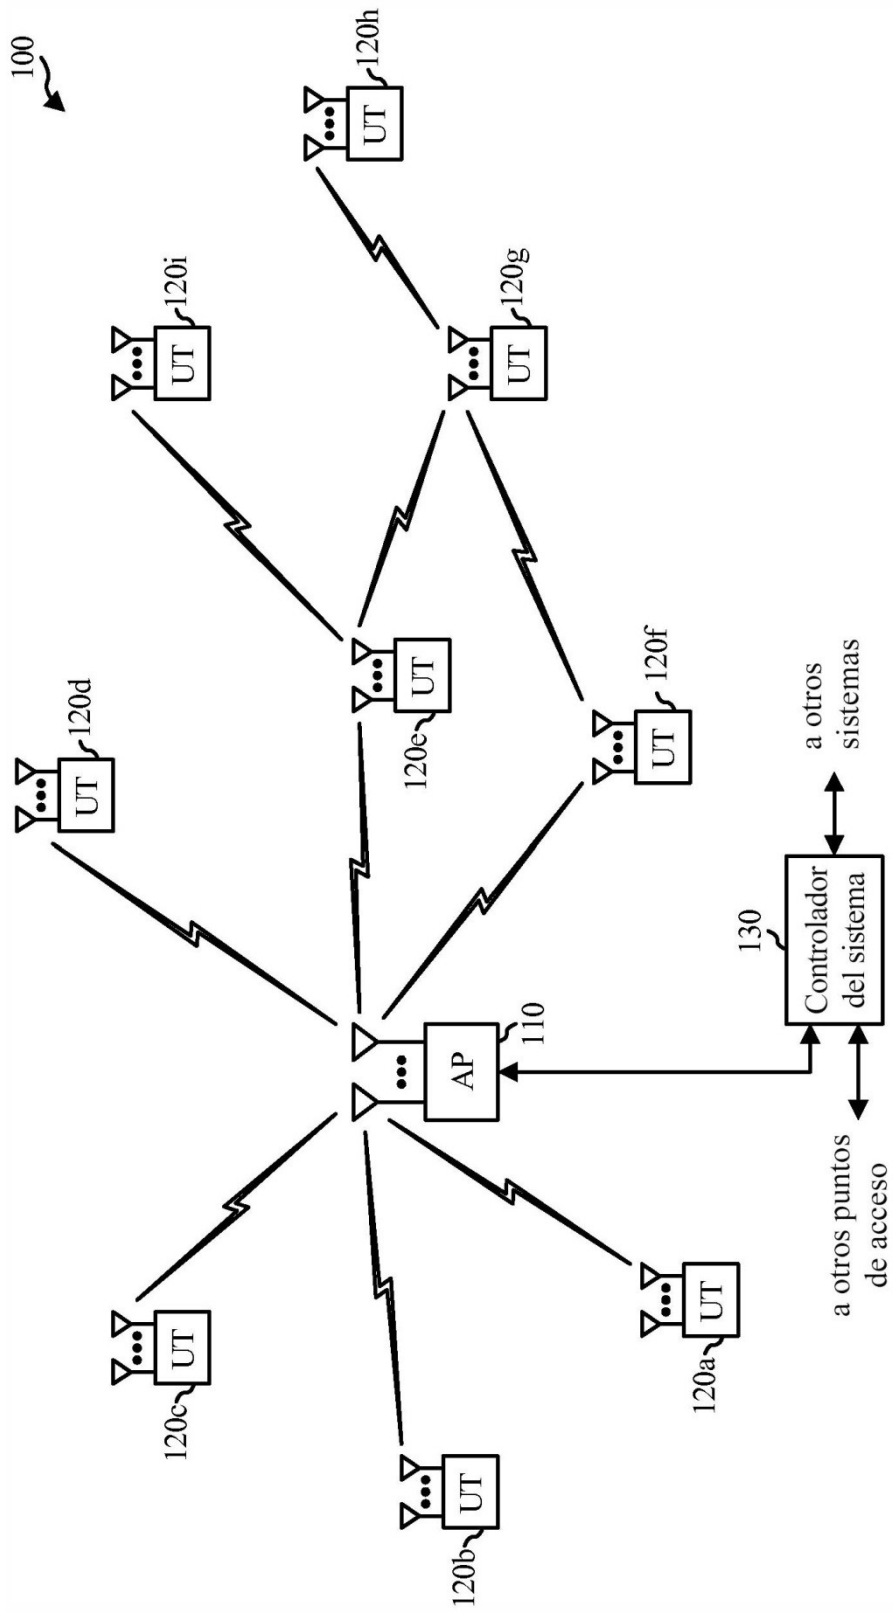 100
UT
120d
UT
120i
UT
120h
UT
120c
UT
120e
UT
120g
UT
120b
AP
110
UT
120f
UT
120a
130
Controlador
del sistema
a otros puntos
de acceso
a otros
sistemas